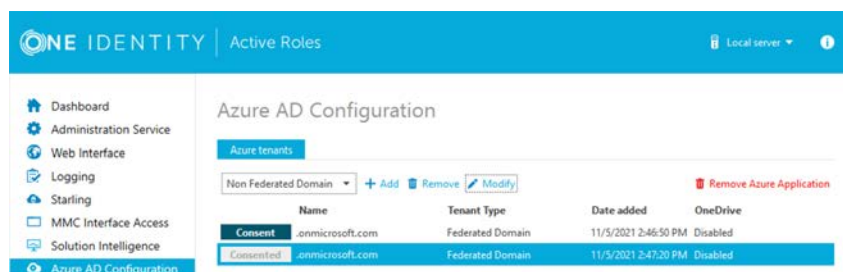 ONE IDENTITY Active Roles Local server
Dashboard
Administration Service
Web Interface
Logging
Starling
MMC Interface Access
Solution Intelligence
Azure AD Configuration
Azure AD Configuration
Azure tenants
Non Federated Domain Add Remove Modify Remove Azure Application
Name Tenant Type Date added OneDrive
Consent .onmicrosoft.com Federated Domain 11/5/2021 2:46:50 PM Disabled
Consented .onmicrosoft.com Federated Domain 11/5/2021 2:47:20 PM Disabled